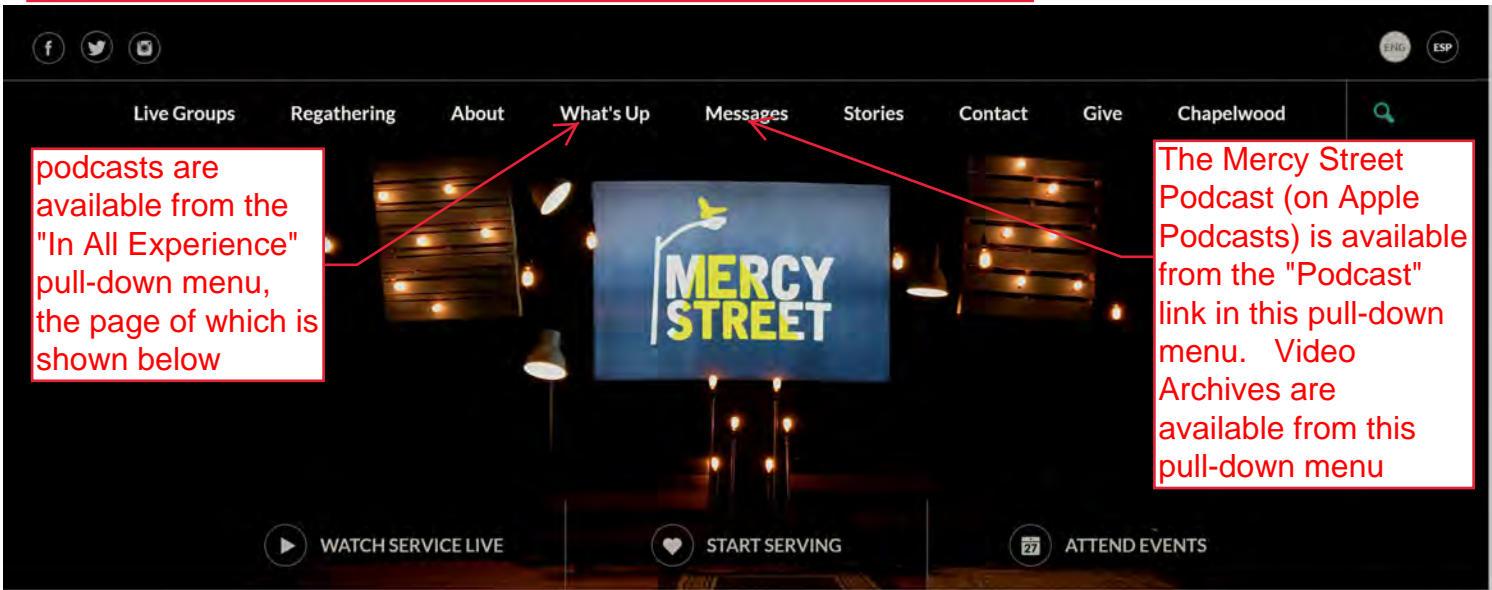 f
ENG
ESP
Live Groups Regathering About What's Up Messages Stories Contact Give Chapelwood
podcasts are
available from the
"In All Experience"
pull-down menu,
the page of which is
shown below
MERCY
STREET
The Mercy Street
Podcast (on Apple
Podcasts) is available
from the "Podcast"
link in this pull-down
menu. Video
Archives are
available from this
pull-down menu
WATCH SERVICE LIVE
START SERVING
27
ATTEND EVENTS